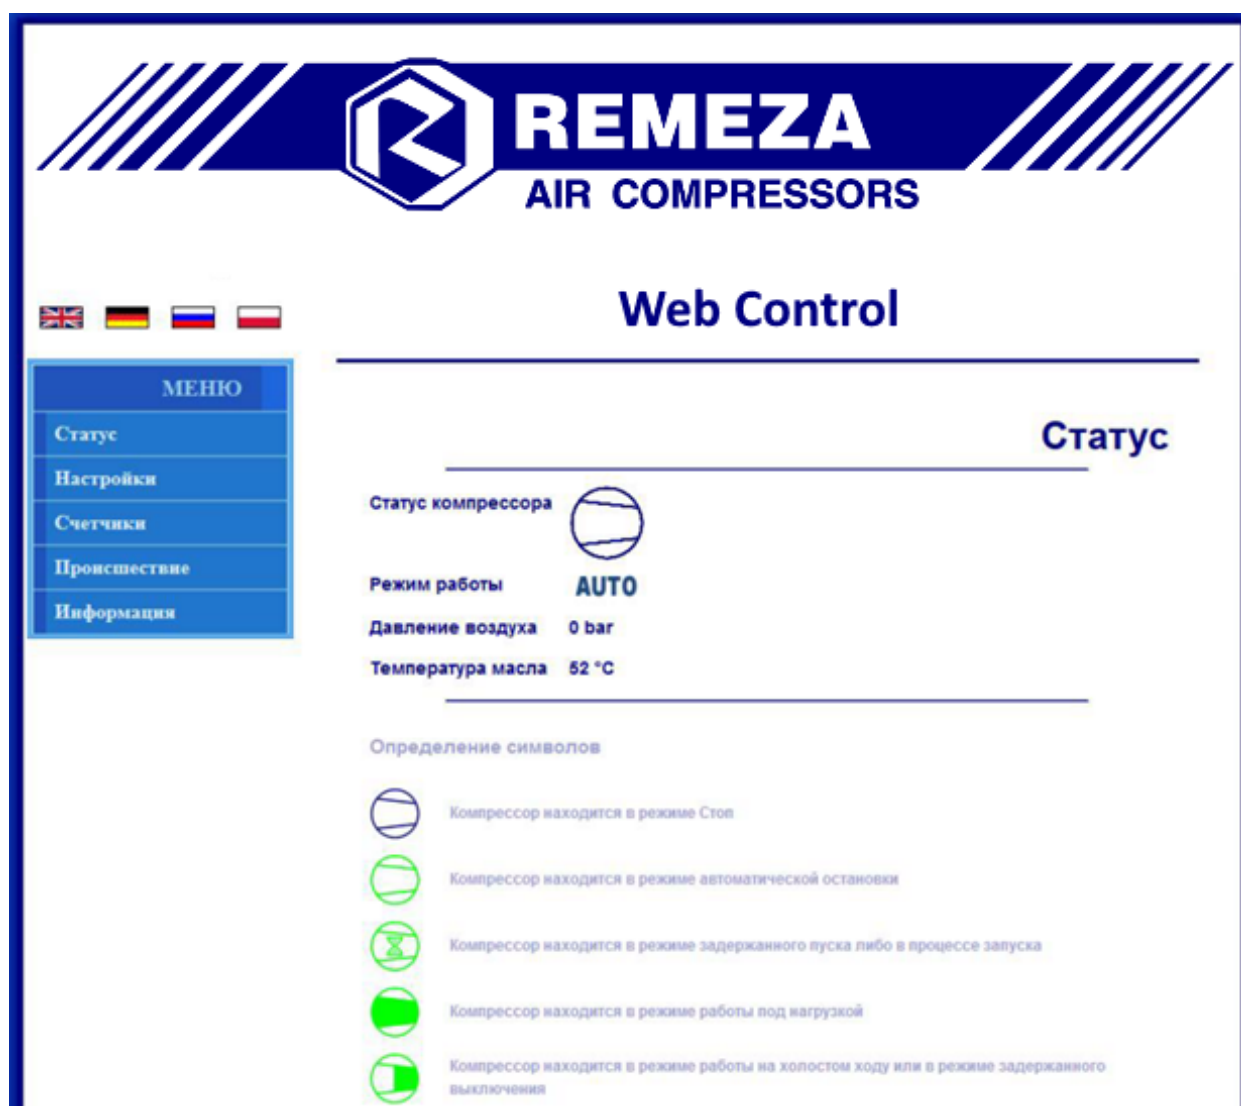 REMEZA
AIR COMPRESSORS
Web Control
МЕНЮ
Статус
Настройки
Счетчики
Происшествие
Информация
Статус
Статус компрессора
Режим работы AUTO
Давление воздуха 0 bar
Температура масла 52 °C
Определение символов
Компрессор находится в режиме Стоп
Компрессор находится в режиме автоматической остановки
Компрессор находится в режиме задержанного пуска либо в процессе запуска
Компрессор находится в режиме работы под нагрузкой
Компрессор находится в режиме работы на холостом ходу или в режиме задержанного
выключения